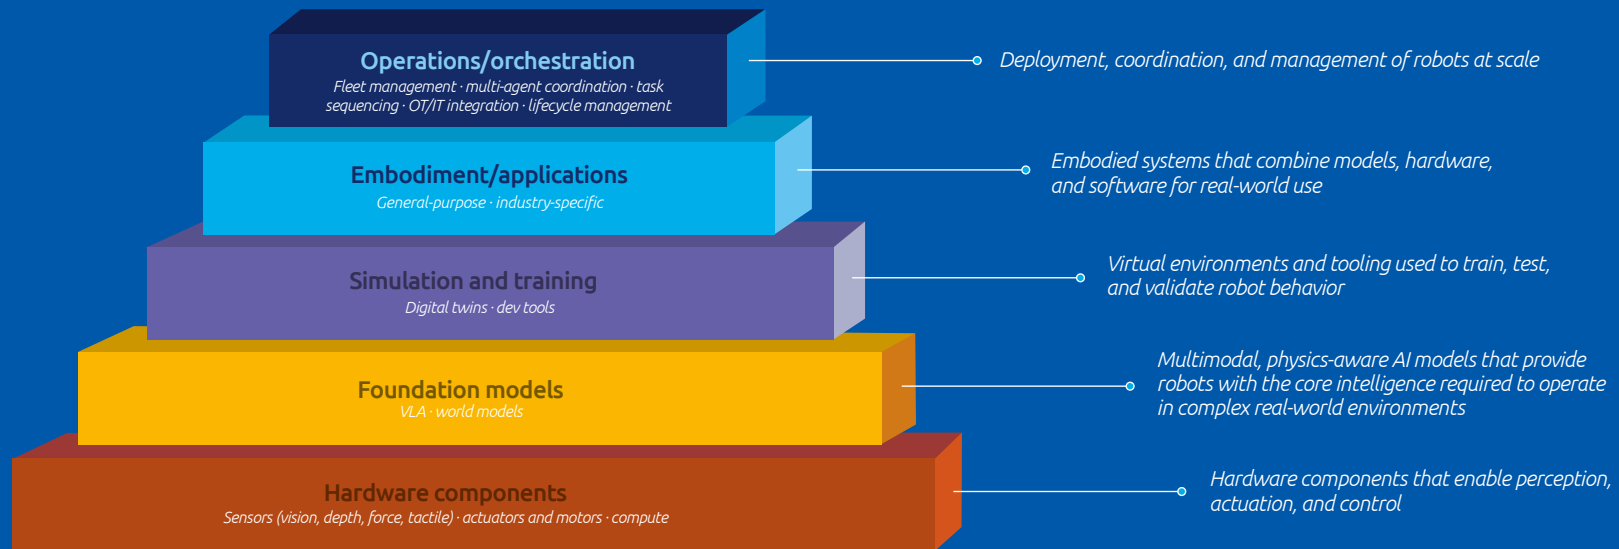 Operations/orchestration
Fleet management · multi-agent coordination · task
sequencing · OT/IT integration · lifecycle management
Deployment, coordination, and management of robots at scale
Embodiment/applications
General-purpose · industry-specific
Embodied systems that combine models, hardware,
and software for real-world use
Simulation and training
Digital twins · dev tools
Virtual environments and tooling used to train, test,
and validate robot behavior
Foundation models
VLA · world models
Multimodal, physics-aware AI models that provide
robots with the core intelligence required to operate
in complex real-world environments
Hardware components
Sensors (vision, depth, force, tactile) · actuators and motors · compute
Hardware components that enable perception,
actuation, and control